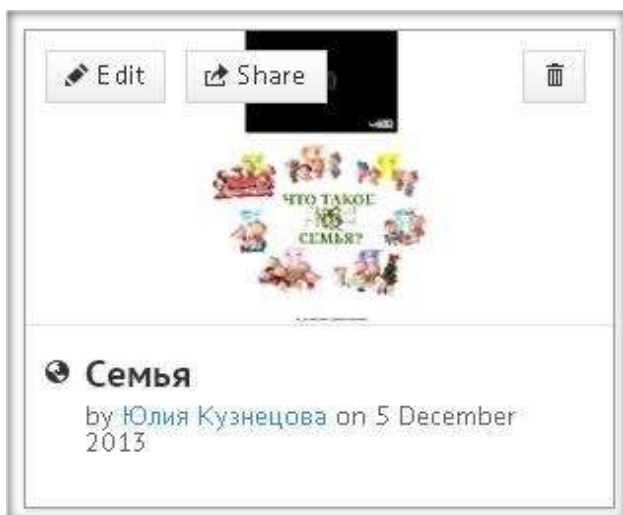 Edit
Share
ЧТО ТАКОЕ
СЕМЬЯ?
Семья
by Юлия Кузнецова on 5 December
2013